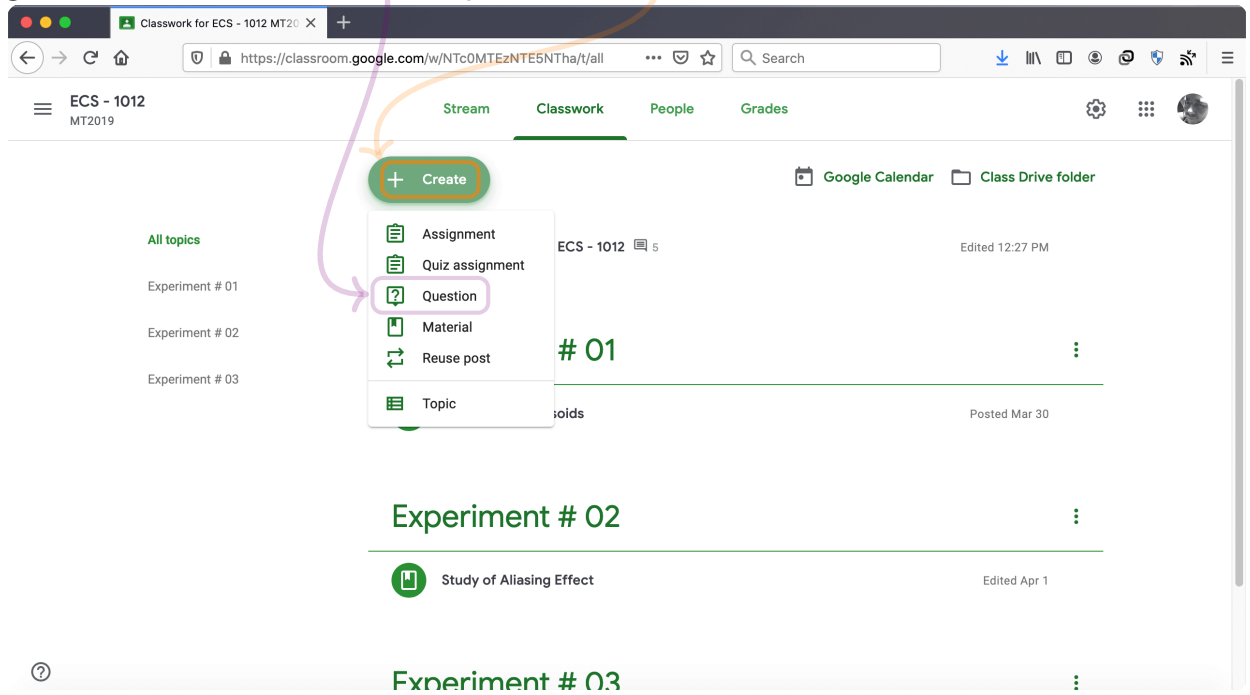 Classwork for ECS - 1012 MT20
https://classroom.google.com/w/NTc0MTEzNTE5NTha/t/all
Search
ECS - 1012
MT2019
Stream
Classwork
People
Grades
Create
Google Calendar
Class Drive folder
Assignment
All topics
ECS - 1012
5
Edited 12:27 PM
Quiz assignment
Experiment # 01
Question
Material
Experiment # 02
# 01
Reuse post
Experiment # 03
Topic
soids
Posted Mar 30
Experiment # 02
Study of Aliasing Effect
Edited Apr 1
Experiment # 03